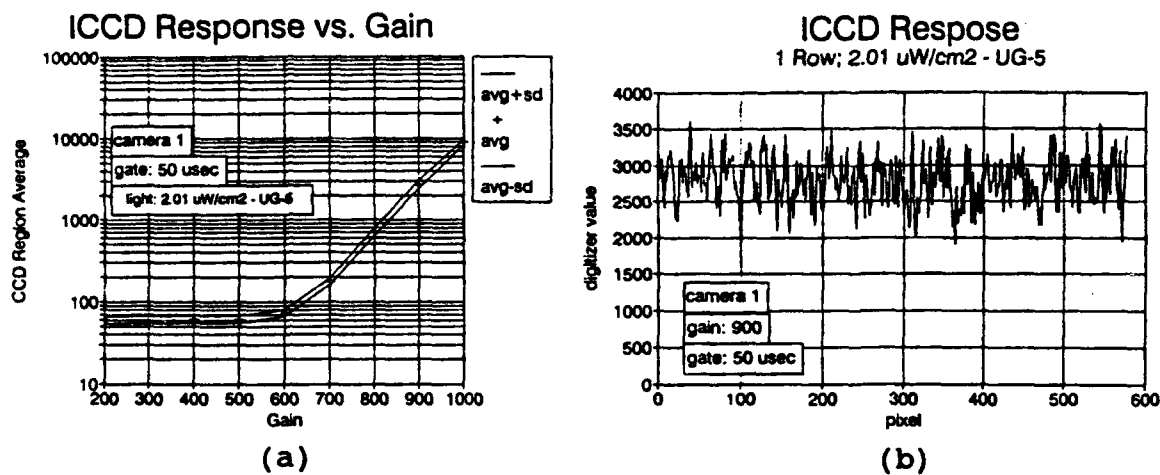 ICCD Response vs. Gain
100000
10000
1000
100
10
CCD Region Average
camera 1
gate: 50 usec
light: 2.01 uW/cm2 - UG-5
200 300 400 500 600 700 800 900 1000
Gain
avg+sd
+
avg
avg-sd
(a)
ICCD Respose
1 Row; 2.01 uW/cm2 - UG-5
4000
3500
3000
2500
2000
1500
1000
500
0
digitizer value
camera 1
gain: 900
gate: 50 usec
0 100 200 300 400 500 600
pixel
(b)